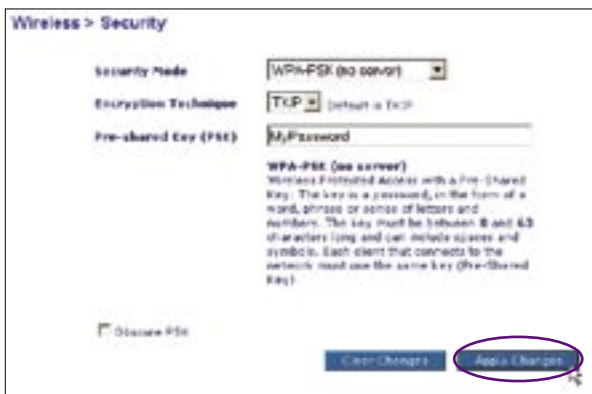 Wireless > Security
Security Mode WPA-PSK (no server)
Encryption Technique TKIP Default is TKIP
Pre-shared Key (PSK) MyPassword
WPA-PSK (no server)
Wireless Protected Access with a Pre-Shared
Key: The key is a password, in the form of a
word, phrase or series of letters and
numbers. The key must be between 8 and 63
characters long and can include spaces and
symbols. Each client that connects to the
network must use the same key (Pre-Shared
Key)
Obscure PSK
Clear Changes Apply Changes